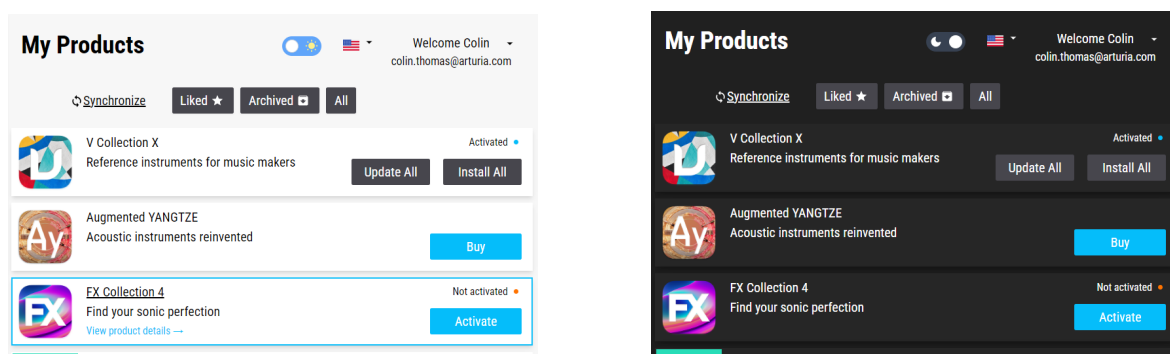 My Products
Welcome Colin
colin.thomas@arturia.com
Synchronize
Liked
Archived
All
V Collection X
Activated
Reference instruments for music makers
Update All
Install All
Ay
Augmented YANGTZE
Acoustic instruments reinvented
Buy
FX
FX Collection 4
Not activated
Find your sonic perfection
View product details →
Activate
My Products
Welcome Colin
colin.thomas@arturia.com
Synchronize
Liked
Archived
All
V Collection X
Activated
Reference instruments for music makers
Update All
Install All
Ay
Augmented YANGTZE
Acoustic instruments reinvented
Buy
FX
FX Collection 4
Not activated
Find your sonic perfection
Activate